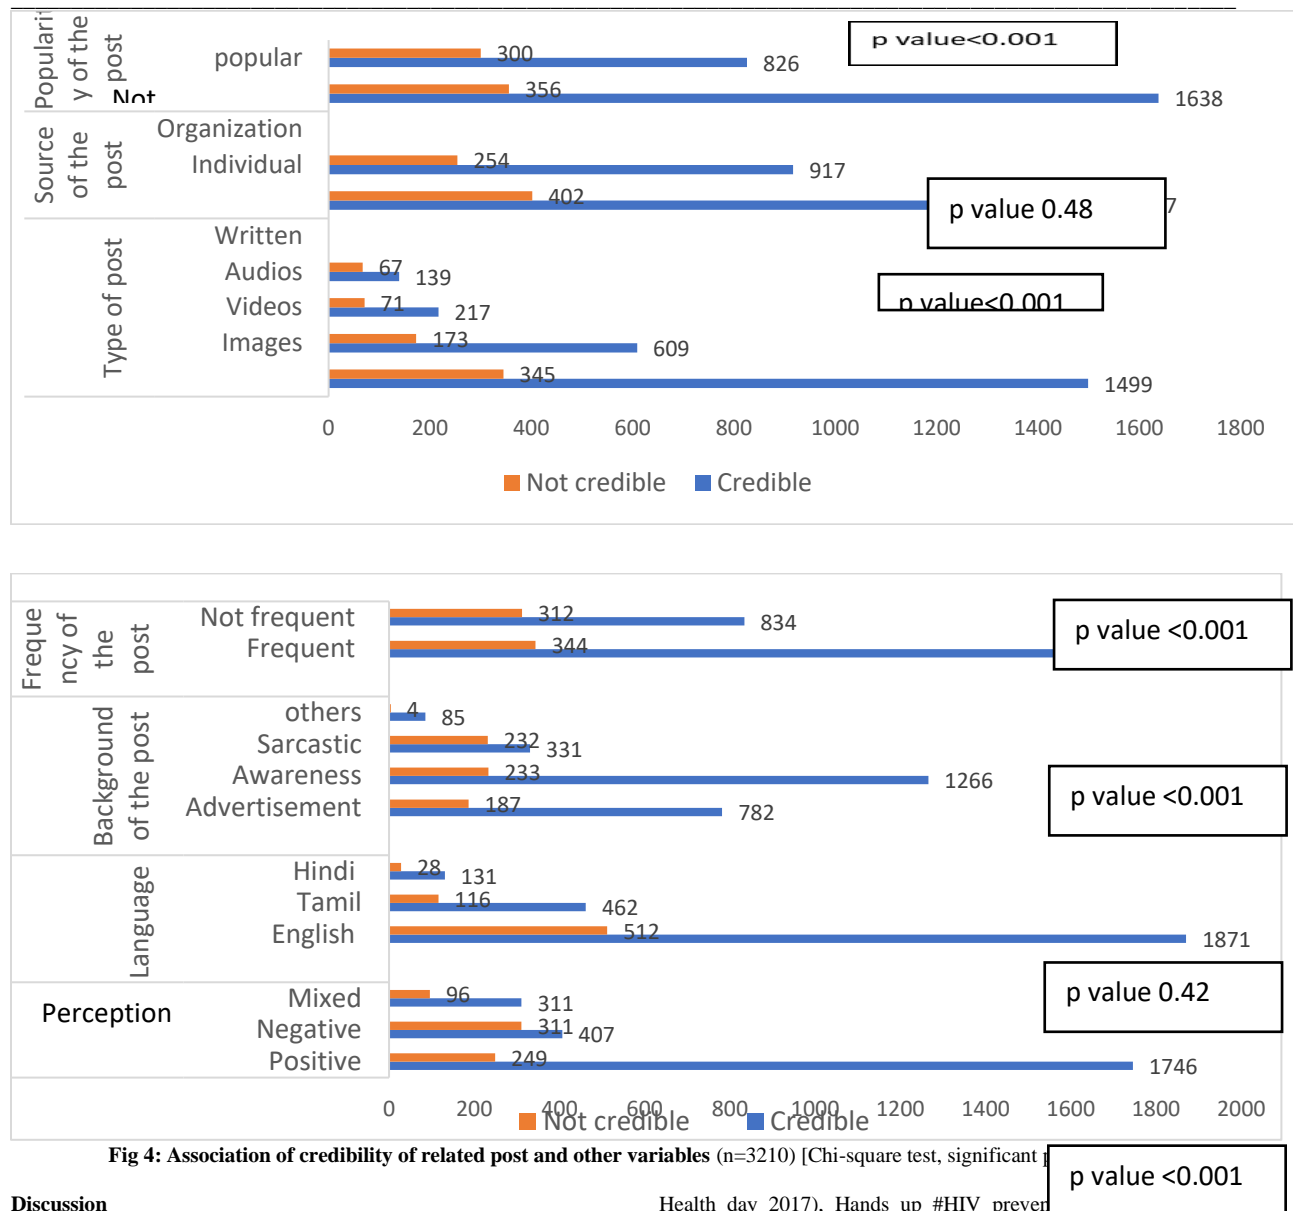 Popularit
y of the
post
popular
Not
300
826
356
1638
p value<0.001
Source
of the
post
Organization
Individual
254
917
402
7
p value 0.48
Type of post
Written
Audios
Videos
Images
67
139
71
217
173
609
345
1499
p value<0.001
0 200 400 600 800 1000 1200 1400 1600 1800
Not credible Credible
Freque
ncy of
the
post
Not frequent
Frequent
312
834
344
p value <0.001
Background
of the post
others
Sarcastic
Awareness
Advertisement
4
85
232
331
233
1266
187
782
p value <0.001
Language
Hindi
Tamil
English
28
131
116
462
512
1871
p value 0.42
Perception
Mixed
Negative
Positive
96
311
311
407
249
1746
0 200 400 600 800 1000 1200 1400 1600 1800 2000
Not credible Credible
Fig 4: Association of credibility of related post and other variables (n=3210) [Chi-square test, significant
p value <0.001
Discussion
Health day 2017), Hands up #HIV